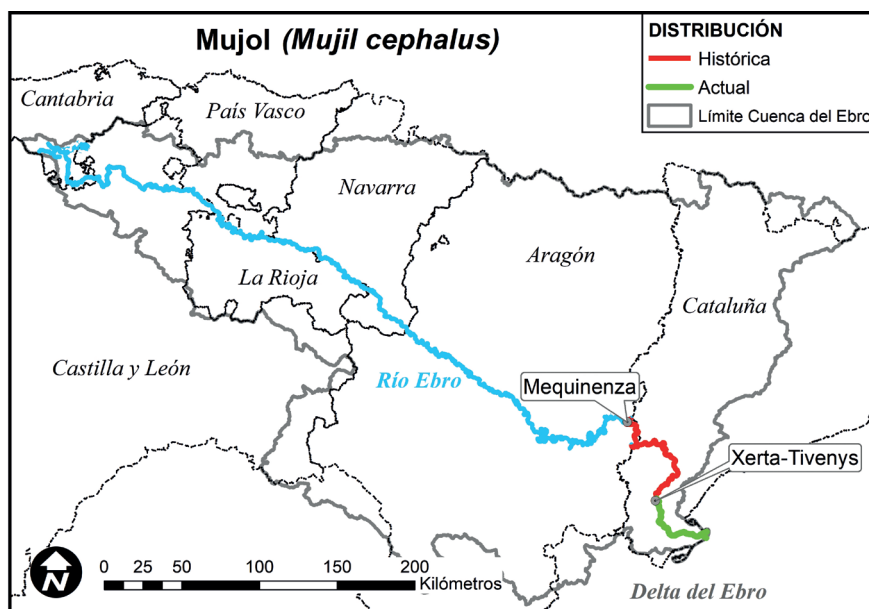 Mujol (Mujil cephalus)
DISTRIBUCIÓN
Histórica
Actual
Límite Cuenca del Ebro
Cantabria
País Vasco
Navarra
La Rioja
Aragón
Cataluña
Castilla y León
Río Ebro
Mequinenza
Xerta-Tivenys
N
0 25 50 100 150 200
Kilómetros
Delta del Ebro